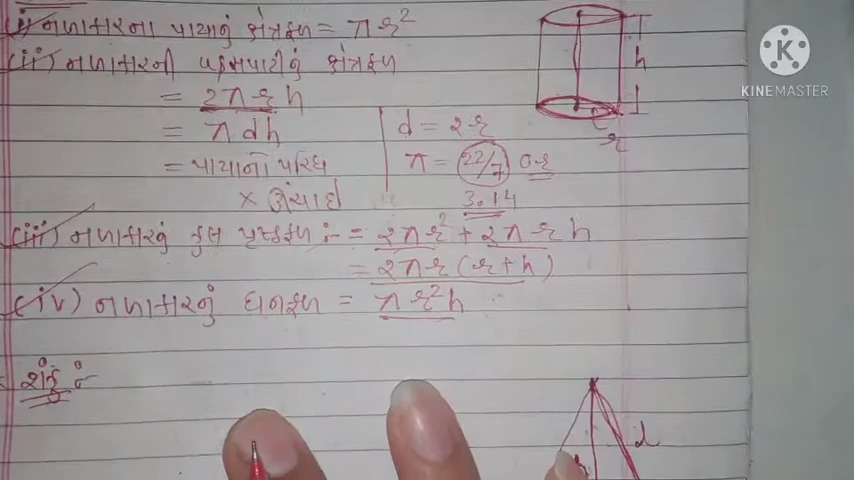 (i) નળાકારના પાયાનું ક્ષેત્રફળ = πr²
(ii) નળાકારની વક્રસપાટીનું ક્ષેત્રફળ
= 2πrh
= πdh
= પાયાનો પરિઘ
× ઊંચાઈ
d = 2r
π = 22/7 or
3.14
(iii) નળાકારનું કુલ પૃષ્ઠફળ :- = 2πr² + 2πrh
= 2πr(r+h)
(iv) નળાકારનું ઘનફળ = πr²h
શંકુ :-
h
r
l
K
KINEMASTER